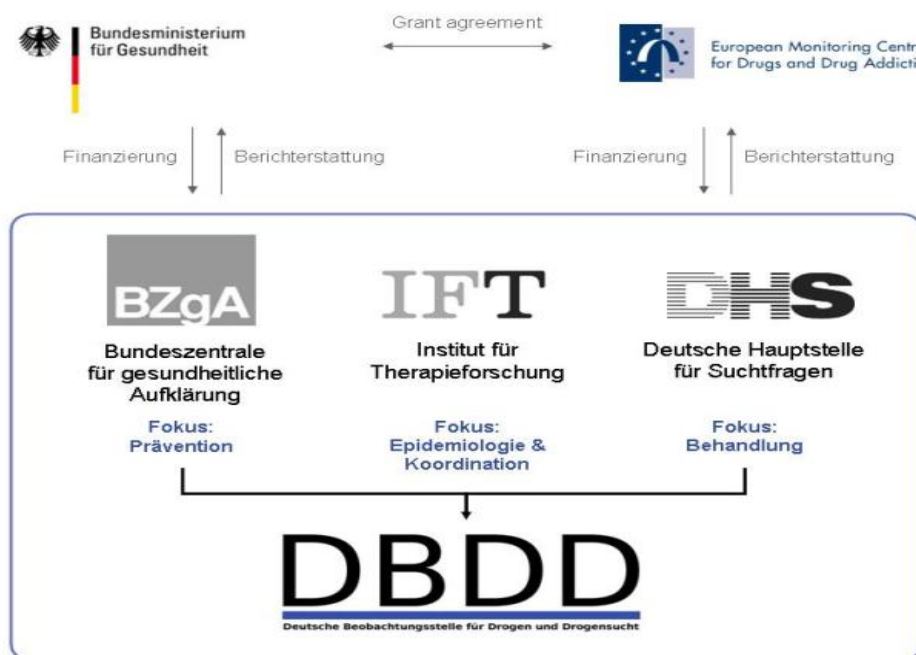 Bundesministerium
für Gesundheit
Grant agreement
European Monitoring Centr
for Drugs and Drug Addicti
Finanzierung
Berichterstattung
Finanzierung
Berichterstattung
BZgA
Bundeszentrale
für gesundheitliche
Aufklärung
Fokus:
Prävention
IFT
Institut für
Therapieforschung
Fokus:
Epidemiologie &
Koordination
DHS
Deutsche Hauptstelle
für Suchtfragen
Fokus:
Behandlung
DBDD
Deutsche Beobachtungsstelle für Drogen und Drogensucht